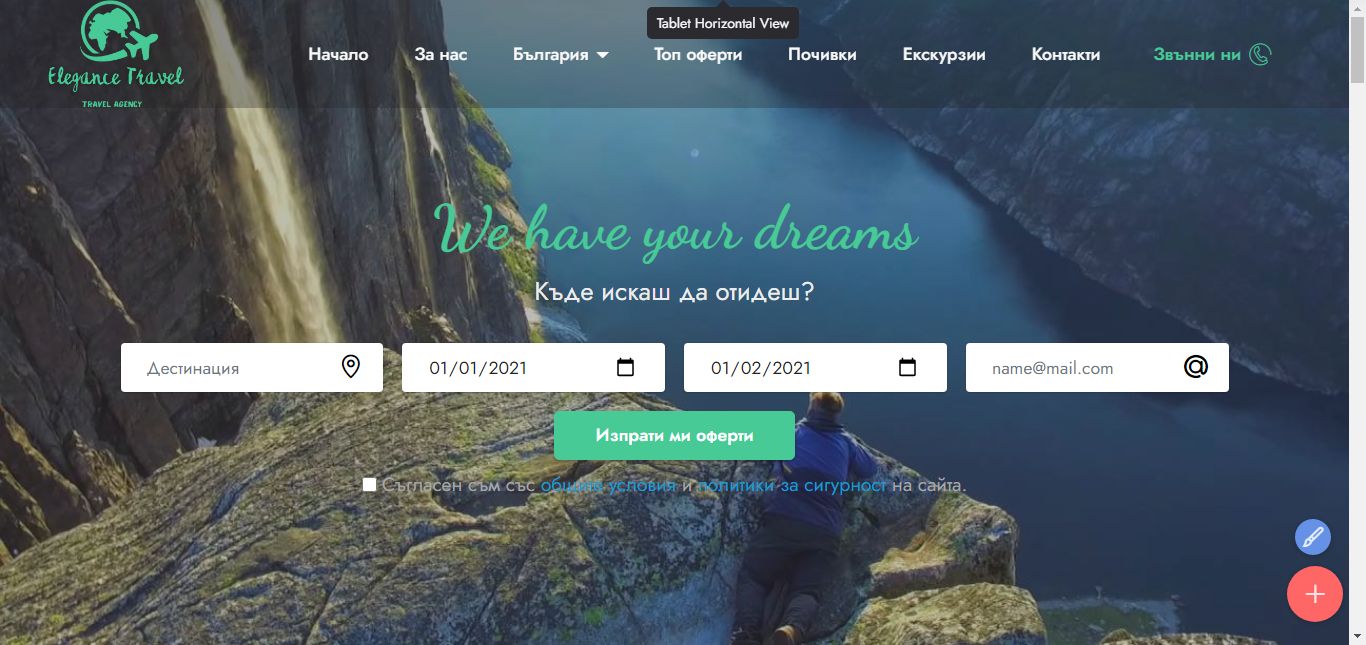 Tablet Horizontal View
Elegance Travel
TRAVEL AGENCY
Начало За нас България Топ оферти Почивки Екскурзии Контакти Звънни ни
We have your dreams
Къде искаш да отидеш?
Дестинация 01/01/2021 01/02/2021 name@mail.com
Изпрати ми оферти
Съгласен съм със общите условия и политики за сигурност на сайта.